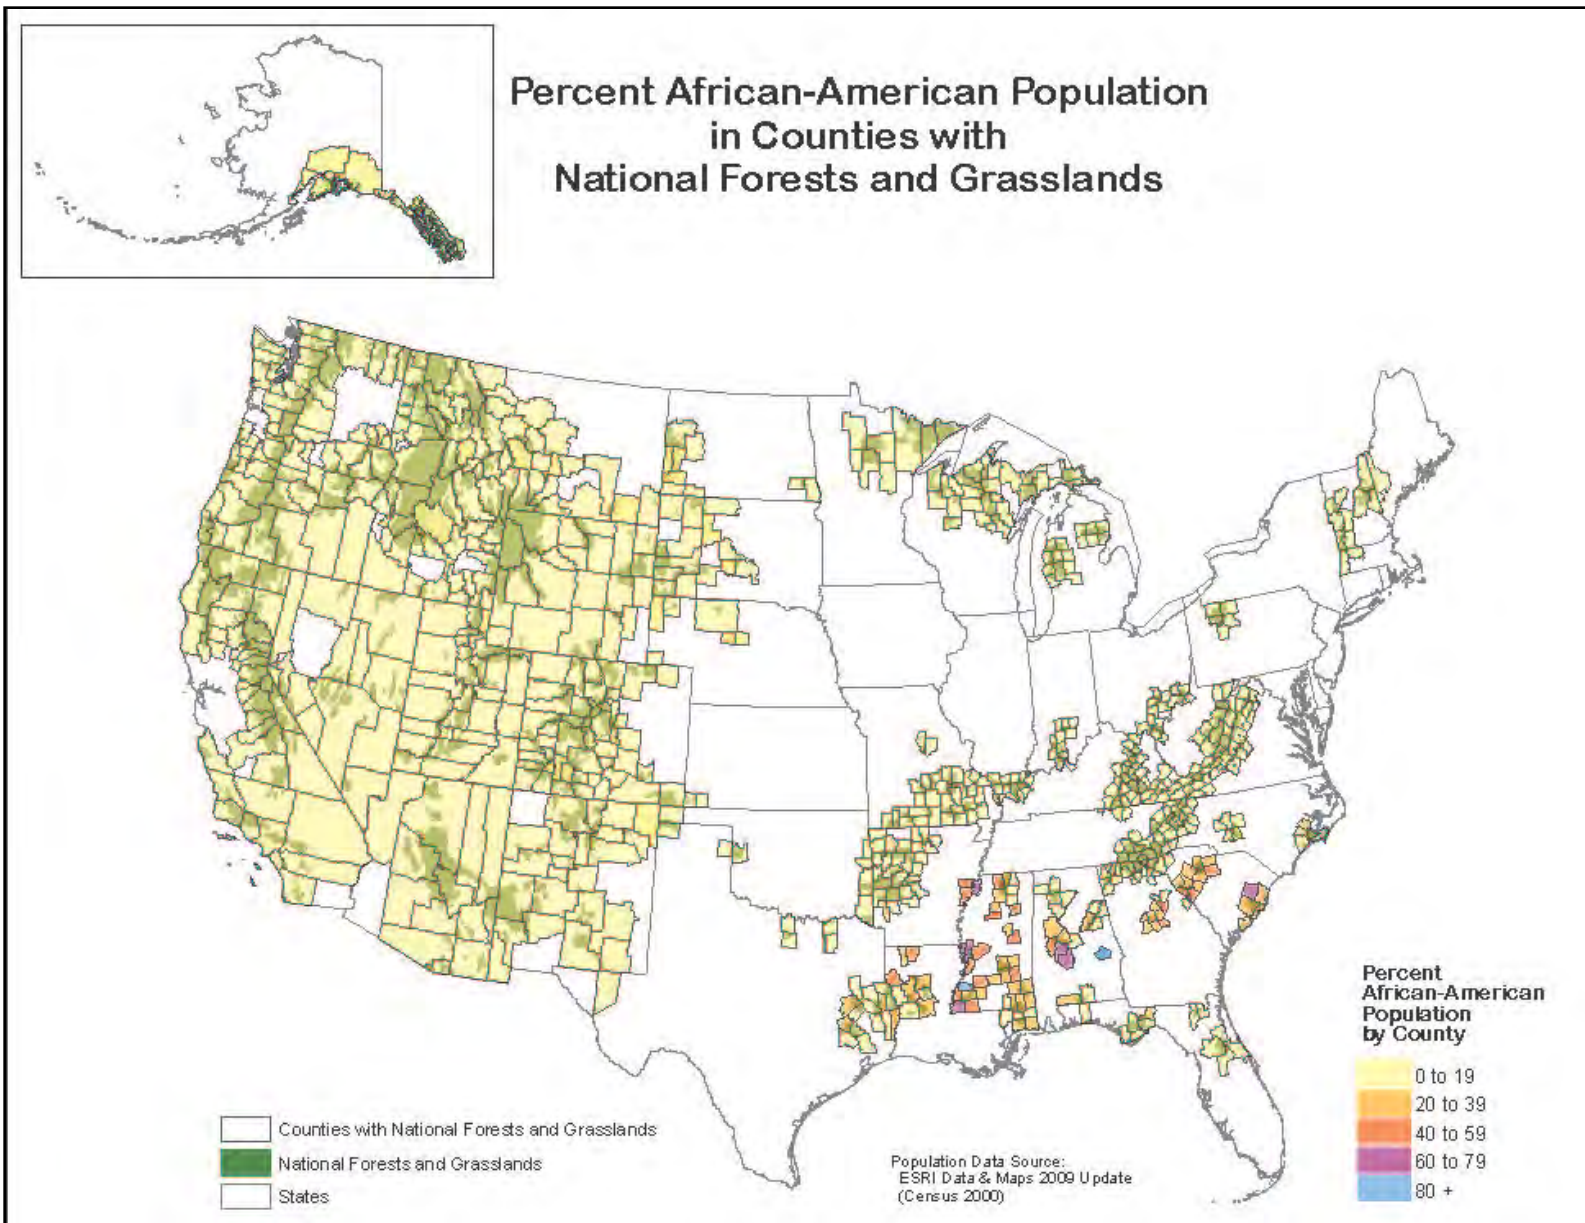 Percent African-American Population
in Counties with
National Forests and Grasslands
Percent
African-American
Population
by County
0 to 19
20 to 39
40 to 59
60 to 79
80 +
Counties with National Forests and Grasslands
National Forests and Grasslands
States
Population Data Source:
ESRI Data & Maps 2009 Update
(Census 2000)